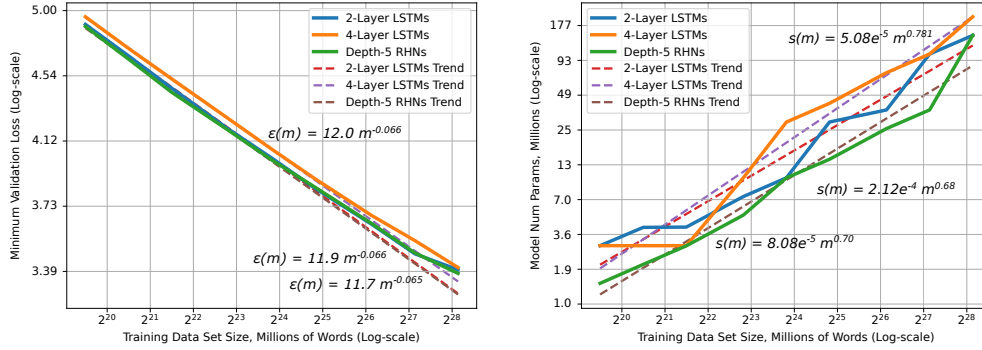 5.00
4.54
4.12
3.73
3.39
Minimum Validation Loss (Log-scale)
2-Layer LSTMs
4-Layer LSTMs
Depth-5 RHNs
2-Layer LSTMs Trend
4-Layer LSTMs Trend
Depth-5 RHNs Trend
ε(m) = 12.0 m^-0.066
ε(m) = 11.9 m^-0.066
ε(m) = 11.7 m^-0.065
2^20 2^21 2^22 2^23 2^24 2^25 2^26 2^27 2^28
Training Data Set Size, Millions of Words (Log-scale)
177
93
49
25
13
7.0
3.6
1.9
1.0
Model Num Params, Millions (Log-scale)
2-Layer LSTMs
4-Layer LSTMs
Depth-5 RHNs
2-Layer LSTMs Trend
4-Layer LSTMs Trend
Depth-5 RHNs Trend
s(m) = 5.08e^-5 m^0.781
s(m) = 2.12e^-4 m^0.68
s(m) = 8.08e^-5 m^0.70
2^20 2^21 2^22 2^23 2^24 2^25 2^26 2^27 2^28
Training Data Set Size, Millions of Words (Log-scale)